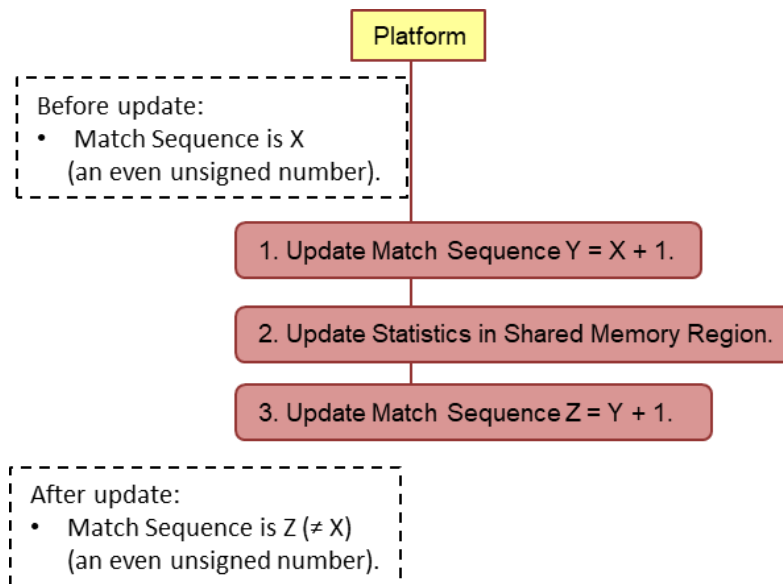 Platform
Before update:
• Match Sequence is X
(an even unsigned number).
1. Update Match Sequence Y = X + 1.
2. Update Statistics in Shared Memory Region.
3. Update Match Sequence Z = Y + 1.
After update:
• Match Sequence is Z (≠ X)
(an even unsigned number).